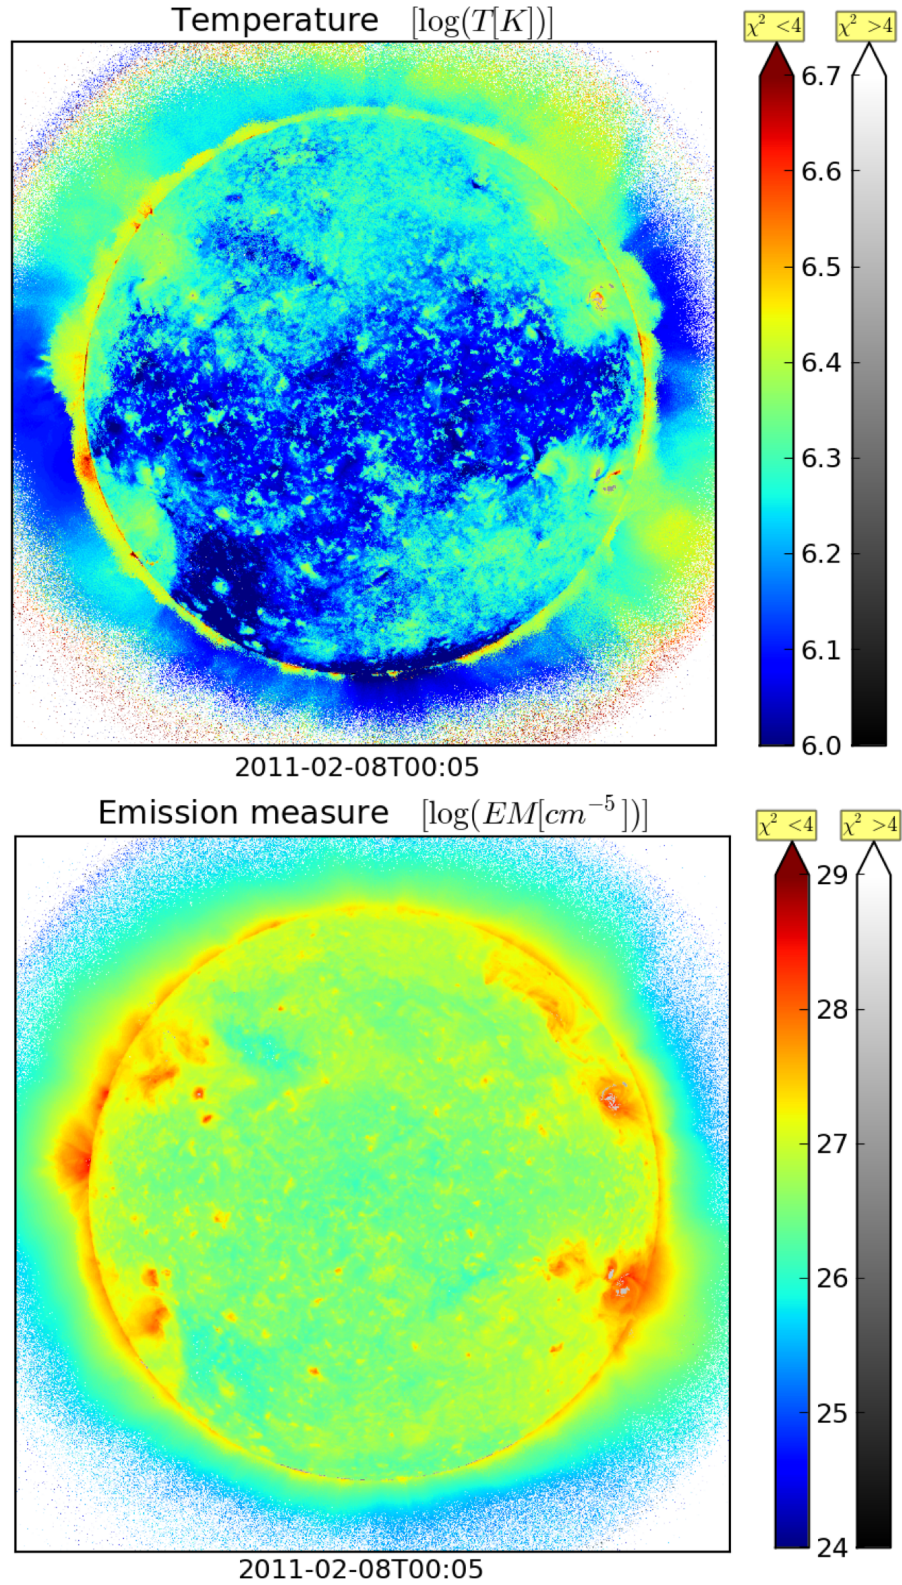 Temperature [log(T[K])]
χ² <4 χ² >4
6.7
6.6
6.5
6.4
6.3
6.2
6.1
6.0
2011-02-08T00:05
Emission measure [log(EM[cm⁻⁵])]
χ² <4 χ² >4
29
28
27
26
25
24
2011-02-08T00:05